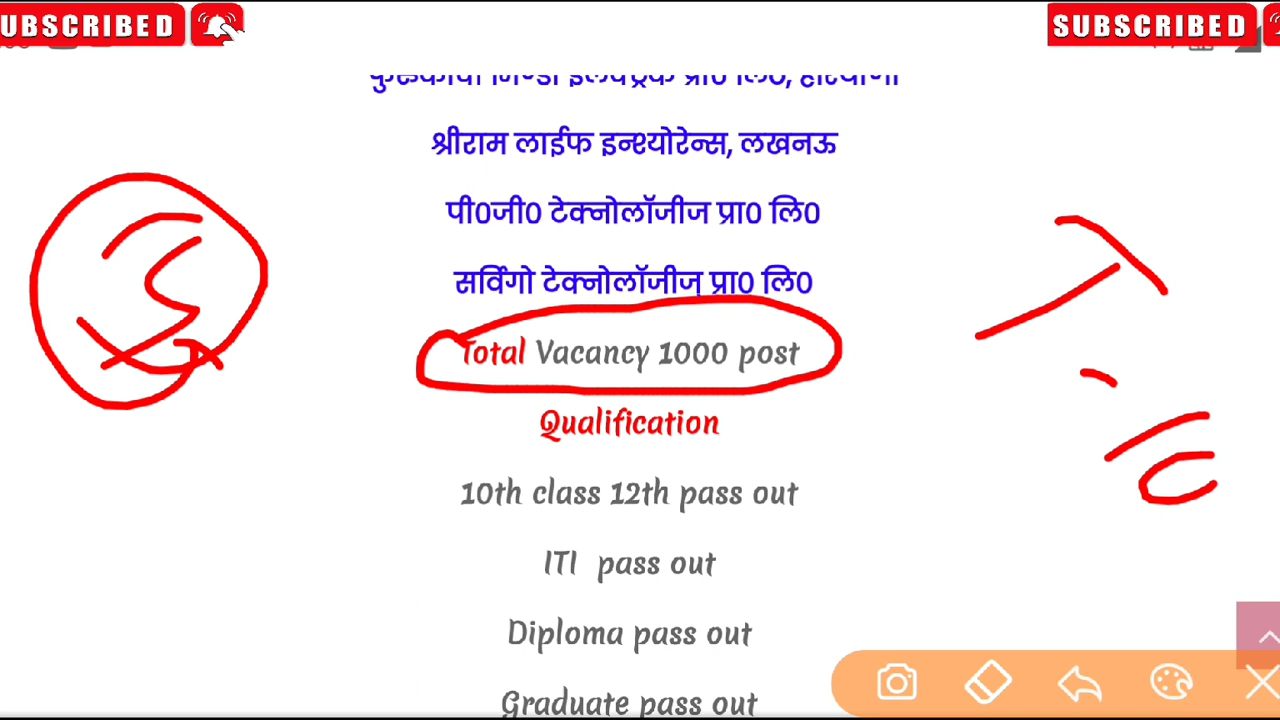 SUBSCRIBED SUBSCRIBED
श्रीराम लाईफ इन्श्योरेन्स, लखनऊ
पी0जी0 टेक्नोलॉजीज प्रा0 लि0
सर्विंगो टेक्नोलॉजीज् प्रा0 लि0
Total Vacancy 1000 post
Qualification
10th class 12th pass out
ITI pass out
Diploma pass out
Graduate pass out